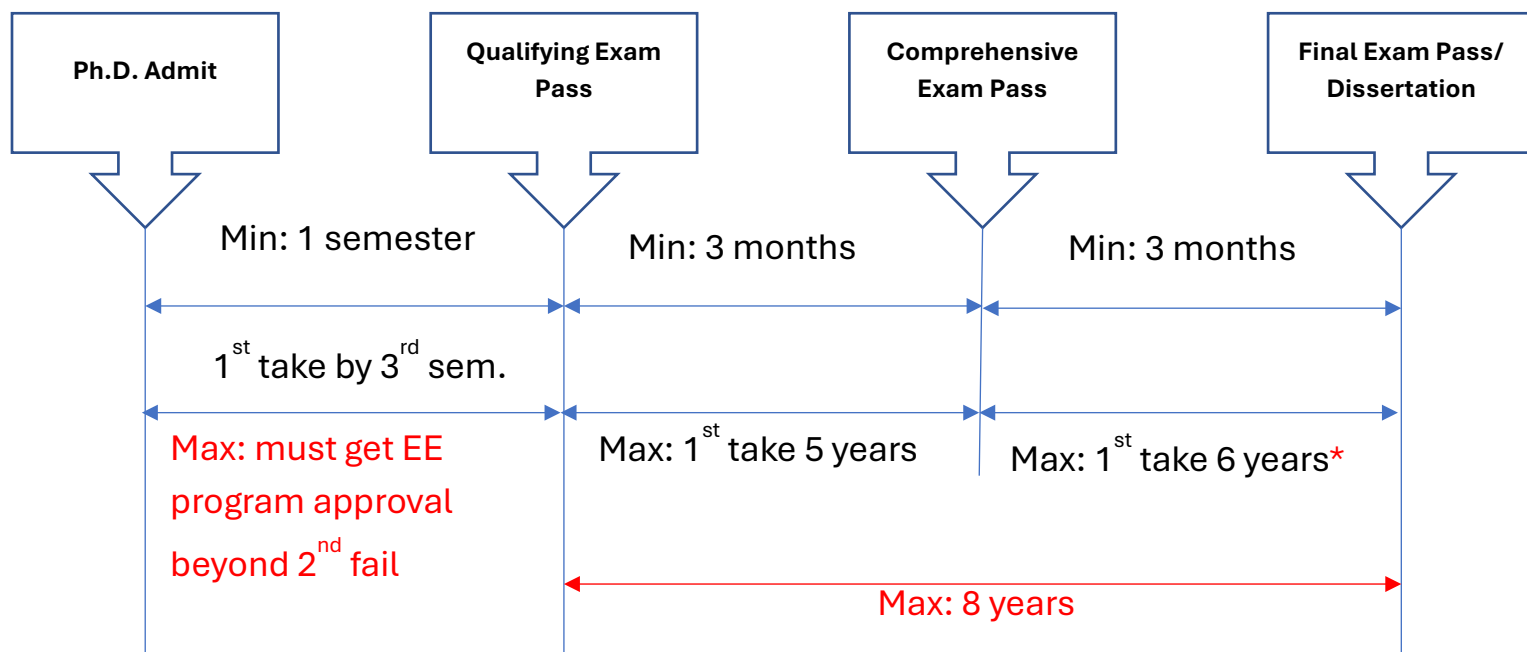 Ph.D. Admit
Qualifying Exam
Pass
Comprehensive
Exam Pass
Final Exam Pass/
Dissertation
Min: 1 semester
Min: 3 months
Min: 3 months
1st take by 3rd sem.
Max: must get EE
program approval
beyond 2nd fail
Max: 1st take 5 years
Max: 1st take 6 years*
Max: 8 years